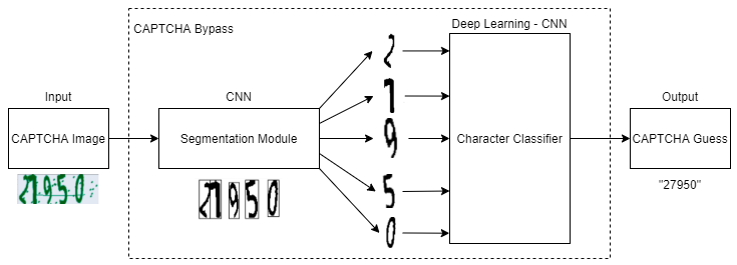 CAPTCHA Bypass
Deep Learning - CNN
Input
CNN
Output
CAPTCHA Image
Segmentation Module
Character Classifier
CAPTCHA Guess
27950
27950
2
7
9
5
0
"27950"